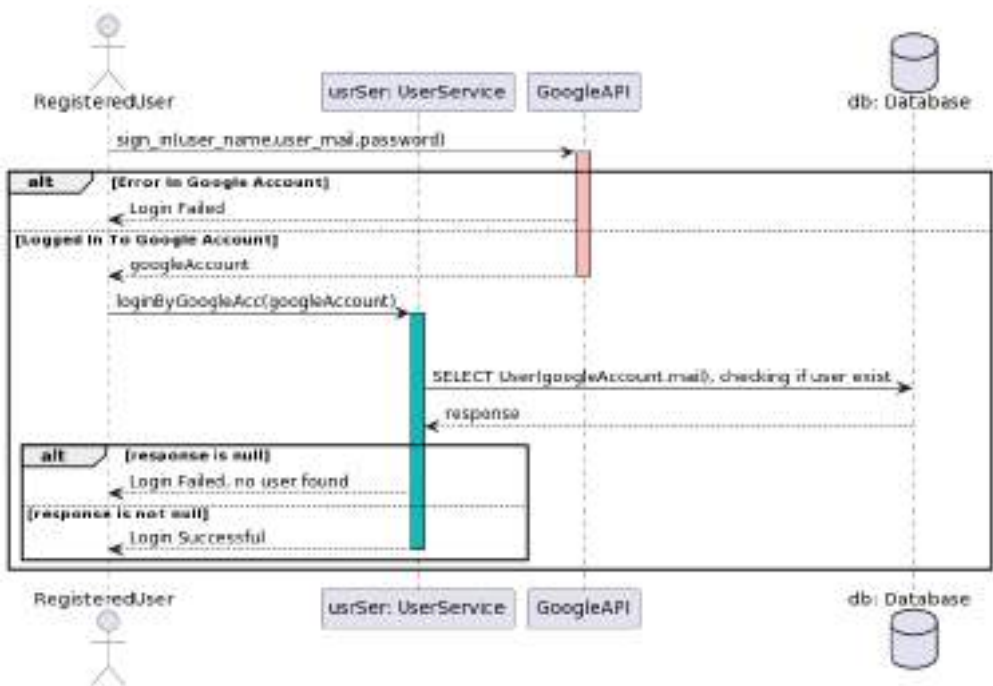 RegisteredUser
usrSer: UserService
GoogleAPI
db: Database
sign_in(user_name,user_mail,password)
alt
[Error In Google Account]
Login Failed
[Logged In To Google Account]
googleAccount
loginByGoogleAcc(googleAccount)
SELECT User(googleAccount.mail), checking if user exist
response
alt
[response is null]
Login Failed, no user found
[response is not null]
Login Successful
RegisteredUser
usrSer: UserService
GoogleAPI
db: Database